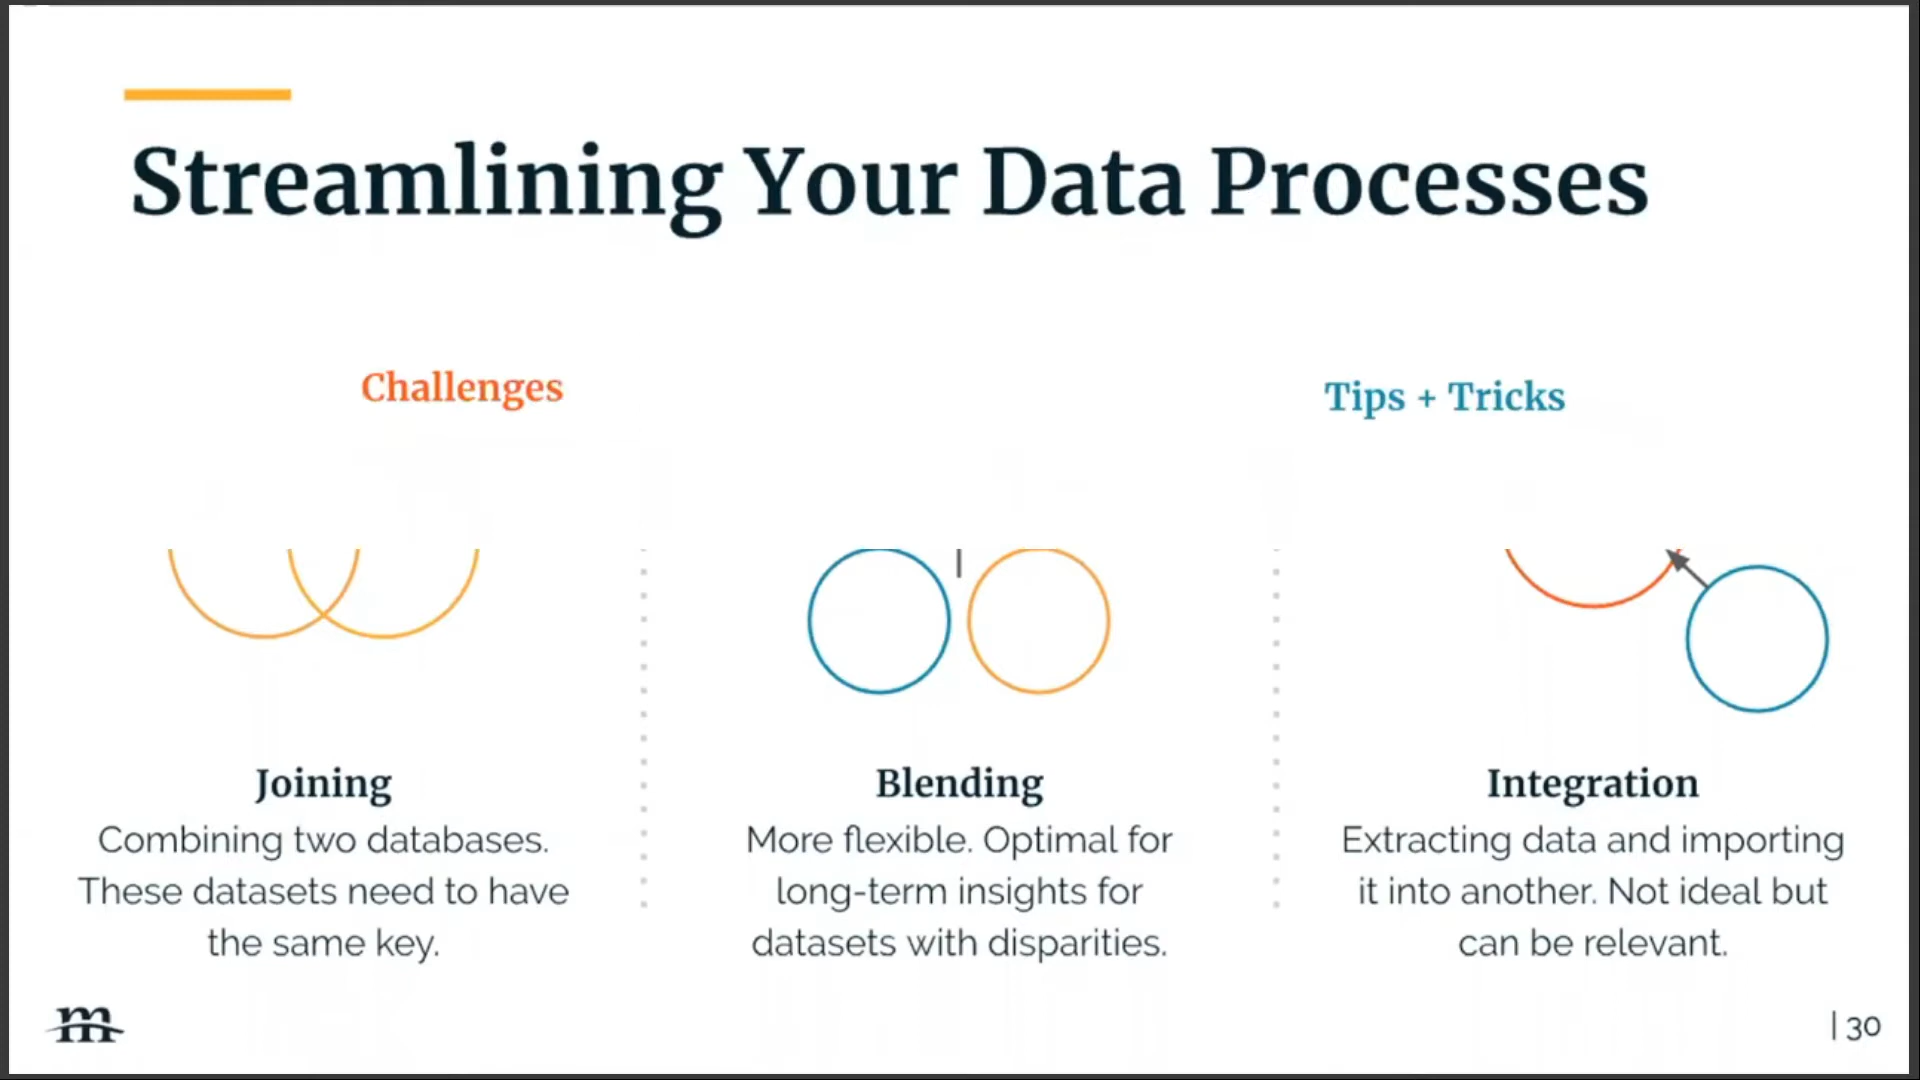 Streamlining Your Data Processes
Challenges
Tips + Tricks
Joining
Combining two databases.
These datasets need to have
the same key.
Blending
More flexible. Optimal for
long-term insights for
datasets with disparities.
Integration
Extracting data and importing
it into another. Not ideal but
can be relevant.
m
| 30